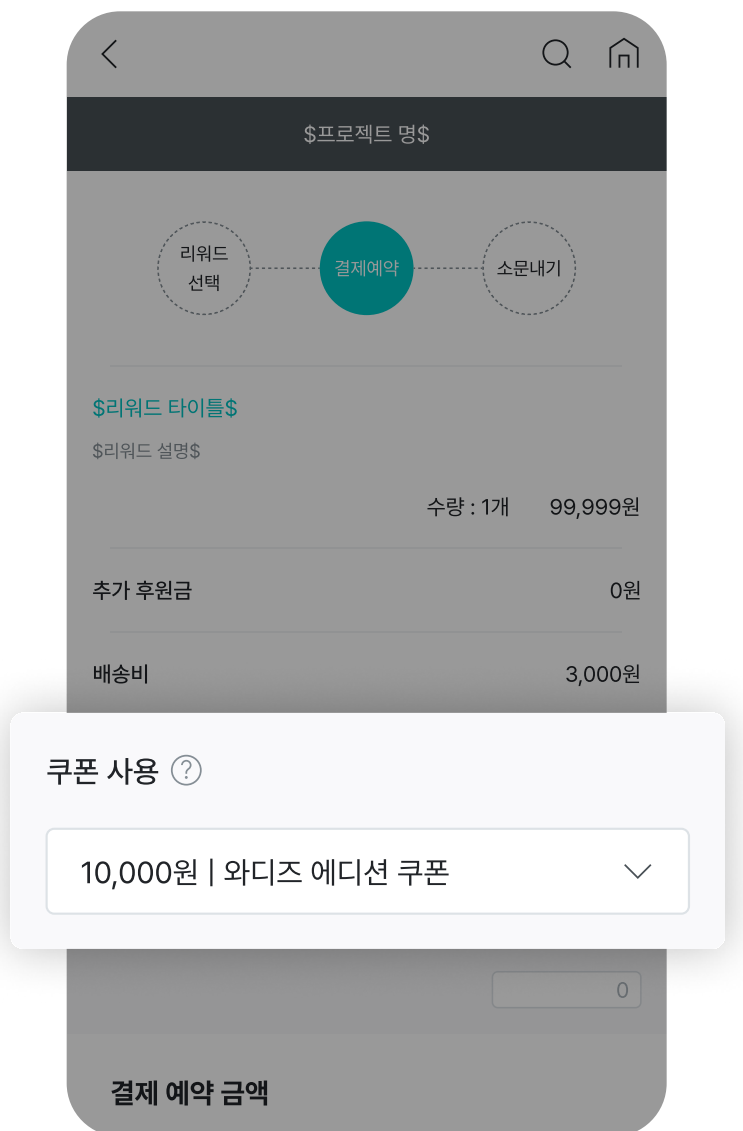 $프로젝트 명$
리워드
선택
결제예약
소문내기
$리워드 타이틀$
$리워드 설명$
수량 : 1개 99,999원
추가 후원금 0원
배송비 3,000원
쿠폰 사용 ?
10,000원 | 와디즈 에디션 쿠폰
0
결제 예약 금액